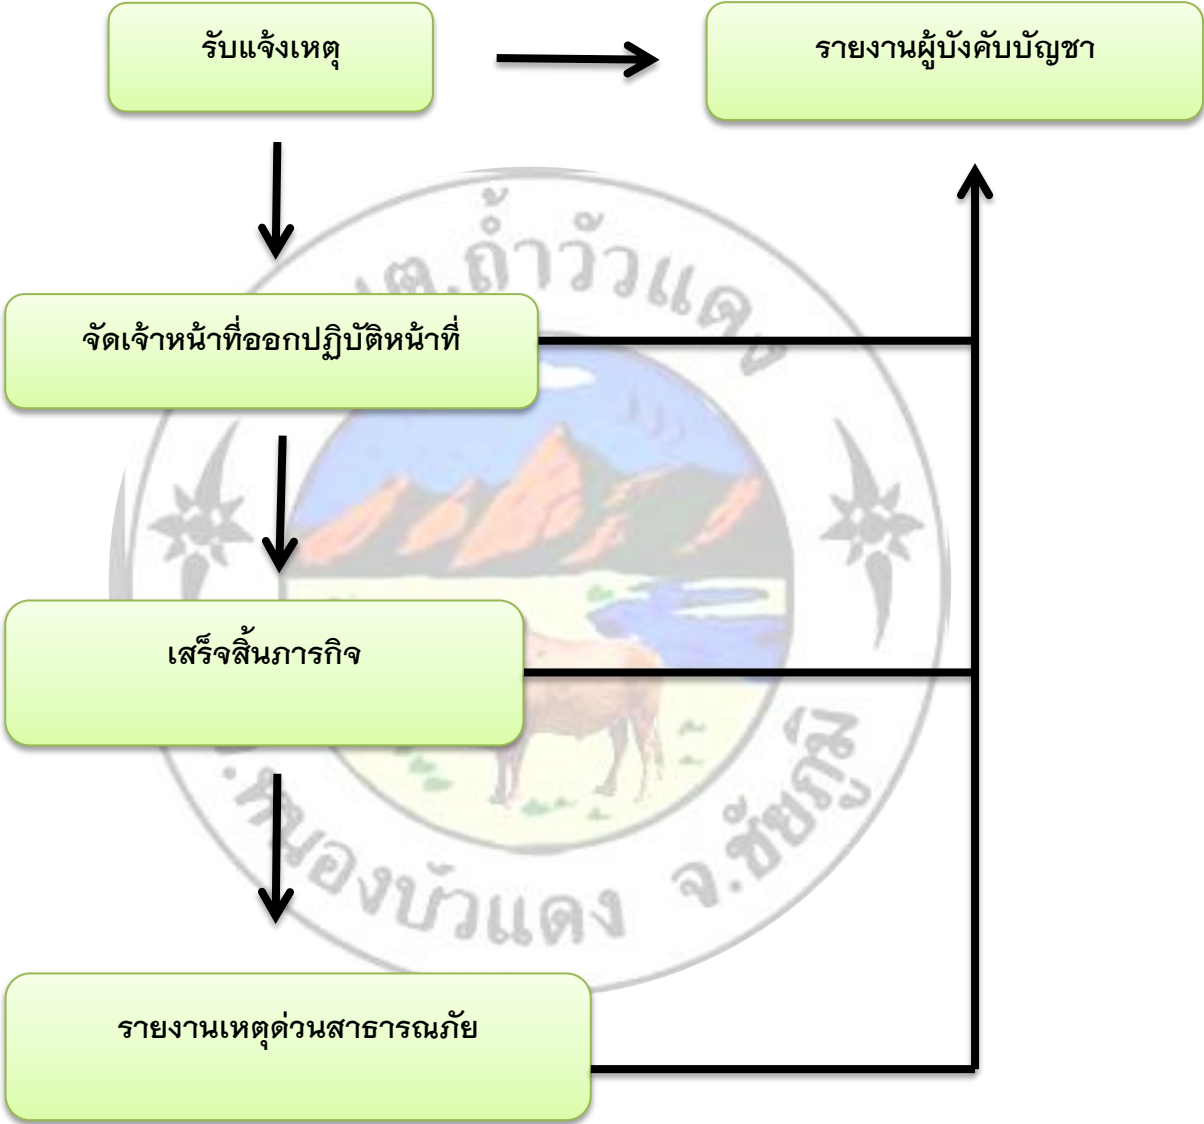 รับแจ้งเหตุ
รายงานผู้บังคับบัญชา
ต.ถ้ำวัวแดง
จัดเจ้าหน้าที่ออกปฏิบัติหน้าที่
เสร็จสิ้นภารกิจ
หนองบัวแดง จ.ชัยภูมิ
รายงานเหตุด่วนสาธารณภัย